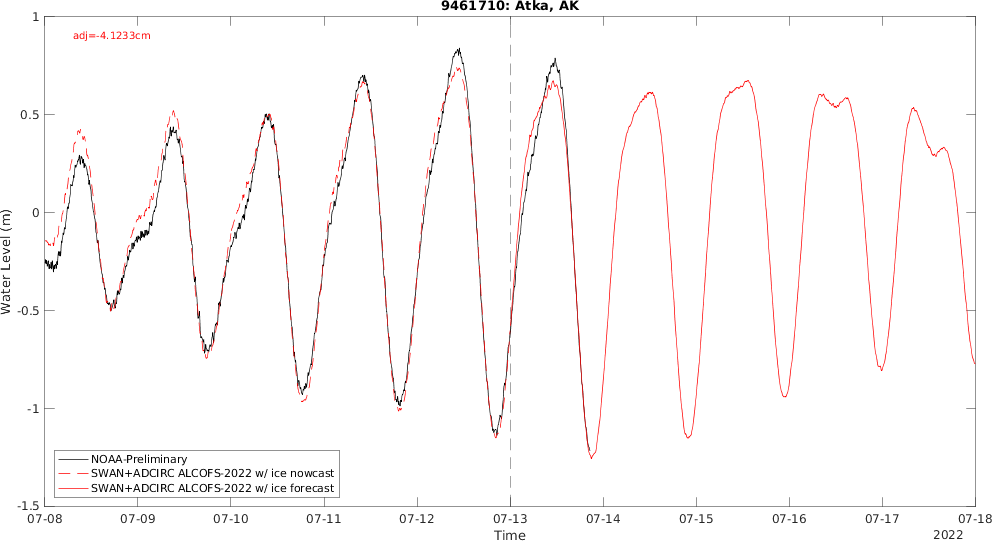 9461710: Atka, AK
adj=-4.1233cm
1
0.5
0
-0.5
-1
-1.5
Water Level (m)
NOAA-Preliminary
SWAN+ADCIRC ALCOFS-2022 w/ ice nowcast
SWAN+ADCIRC ALCOFS-2022 w/ ice forecast
07-08 07-09 07-10 07-11 07-12 07-13 07-14 07-15 07-16 07-17 07-18
Time
2022